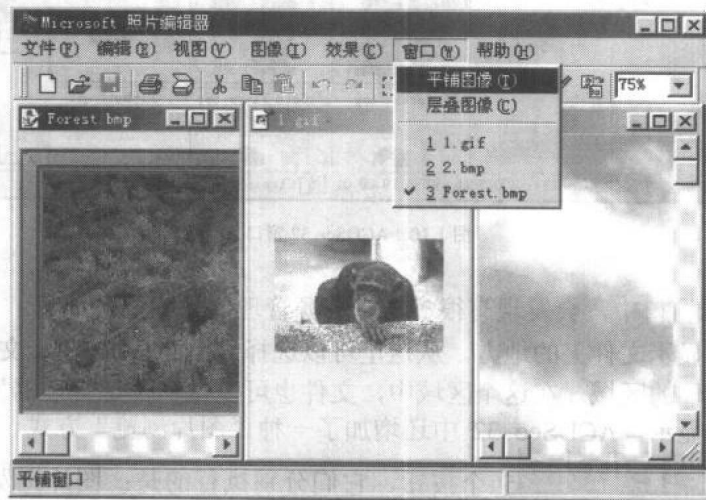 Microsoft 照片编辑器
文件(F) 编辑(E) 视图(V) 图像(I) 效果(C) 窗口(W) 帮助(H)
75%
平铺图像(T)
层叠图像(C)
1 1.gif
2 2.bmp
✔ 3 Forest.bmp
Forest.bmp
1.gif
平铺窗口